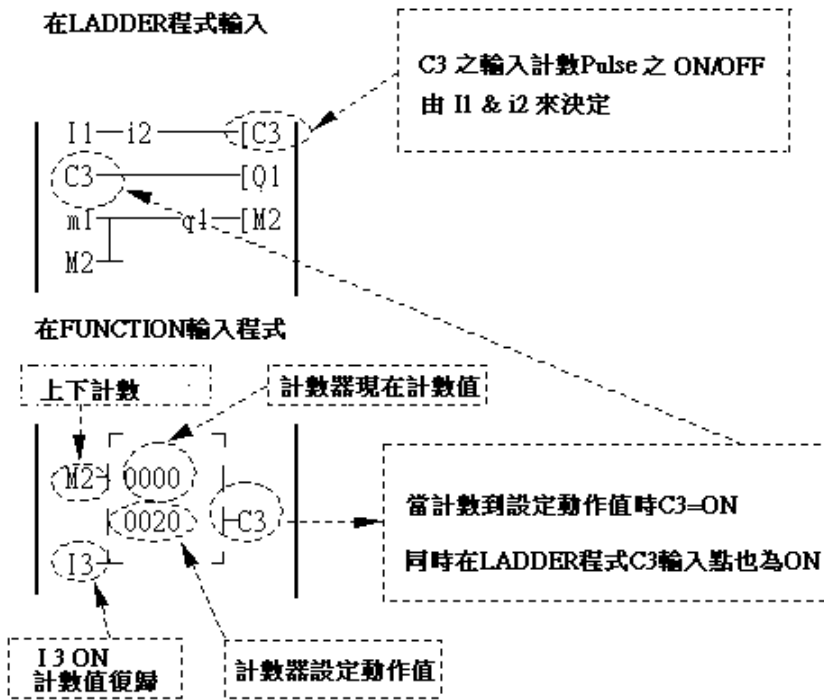 在LADDER程式輸入
C3 之輸入計數Pulse 之 ON/OFF
由 I1 & i2 來決定
I1 i2 [C3
C3 [Q1
m1 q1 [M2
M2
在FUNCTION輸入程式
上下計數
計數器現在計數值
M2 0000
0020 C3
I3
當計數到設定動作值時C3=ON
同時在LADDER程式C3輸入點也為ON
I 3 ON
計數值復歸
計數器設定動作值